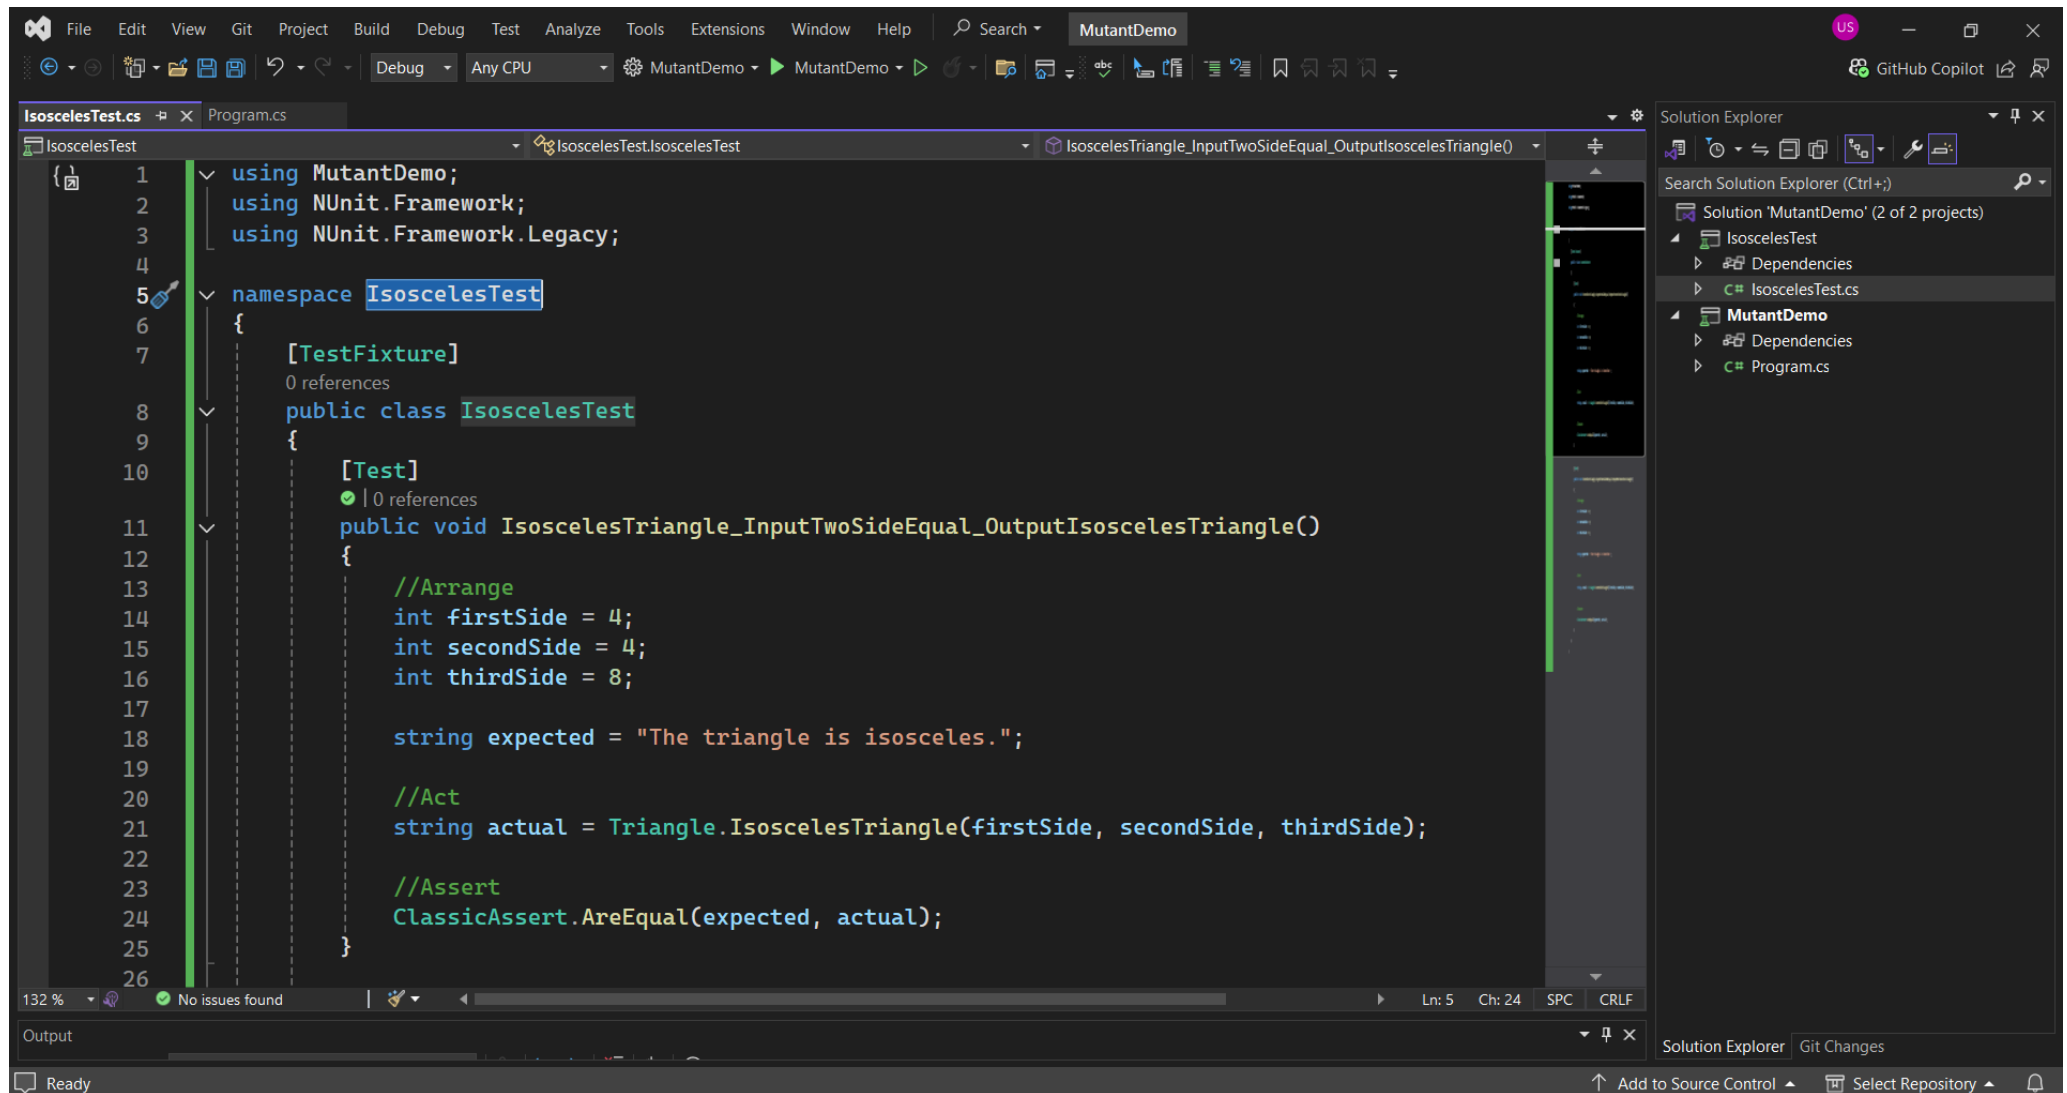 File Edit View Git Project Build Debug Test Analyze Tools Extensions Window Help Search MutantDemo US
Debug Any CPU MutantDemo MutantDemo abc GitHub Copilot
IsoscelesTest.cs Program.cs
IsoscelesTest IsoscelesTest.IsoscelesTest IsoscelesTriangle_InputTwoSideEqual_OutputIsoscelesTriangle()
1 using MutantDemo;
2 using NUnit.Framework;
3 using NUnit.Framework.Legacy;
4
5 namespace IsoscelesTest
6 {
7 [TestFixture]
0 references
8 public class IsoscelesTest
9 {
10 [Test]
0 references
11 public void IsoscelesTriangle_InputTwoSideEqual_OutputIsoscelesTriangle()
12 {
13 //Arrange
14 int firstSide = 4;
15 int secondSide = 4;
16 int thirdSide = 8;
17
18 string expected = "The triangle is isosceles.";
19
20 //Act
21 string actual = Triangle.IsoscelesTriangle(firstSide, secondSide, thirdSide);
22
23 //Assert
24 ClassicAssert.AreEqual(expected, actual);
25 }
26
132 % No issues found Ln: 5 Ch: 24 SPC CRLF
Output
Solution Explorer
Search Solution Explorer (Ctrl+;)
Solution 'MutantDemo' (2 of 2 projects)
IsoscelesTest
Dependencies
C# IsoscelesTest.cs
MutantDemo
Dependencies
C# Program.cs
Solution Explorer Git Changes
Ready Add to Source Control Select Repository